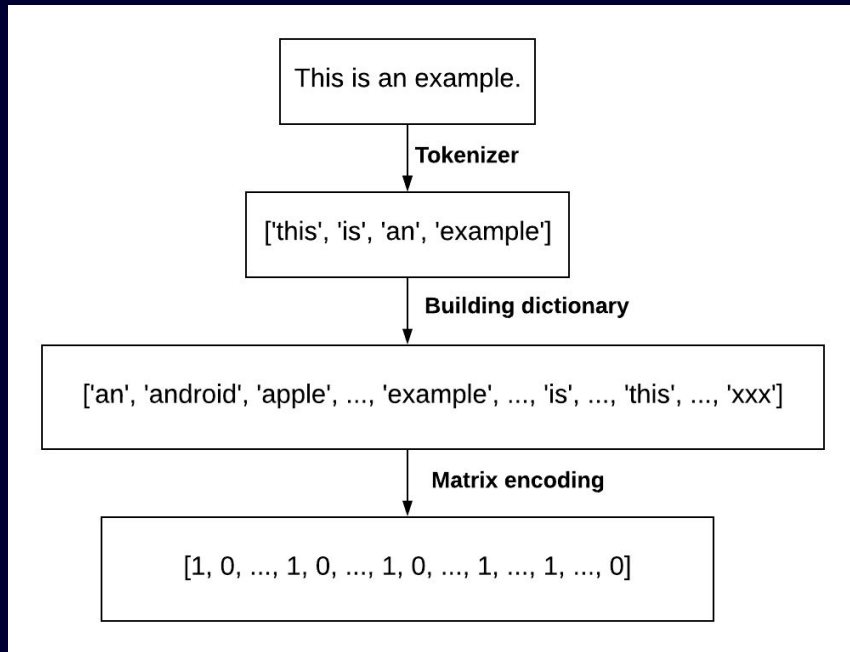 This is an example.
Tokenizer
['this', 'is', 'an', 'example']
Building dictionary
['an', 'android', 'apple', ..., 'example', ..., 'is', ..., 'this', ..., 'xxx']
Matrix encoding
[1, 0, ..., 1, 0, ..., 1, 0, ..., 1, ..., 1, ..., 0]